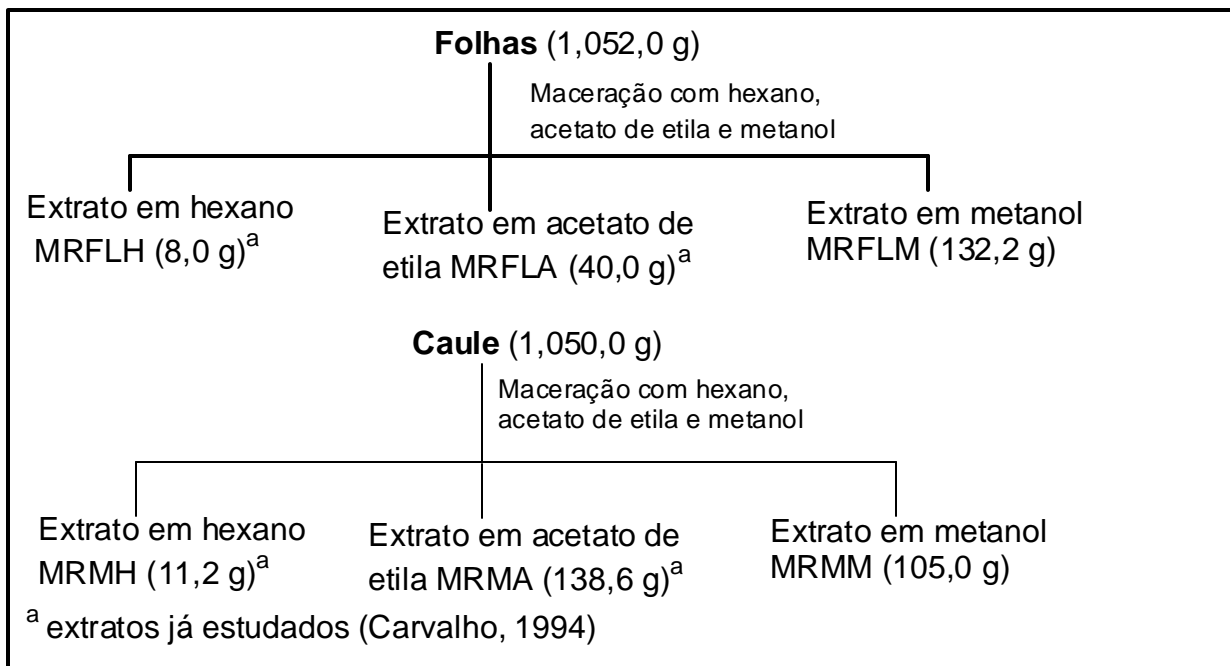 Folhas (1,052,0 g)
Maceração com hexano,
acetato de etila e metanol
Extrato em hexano
MRFLH (8,0 g)a
Extrato em acetato de
etila MRFLA (40,0 g)a
Extrato em metanol
MRFLM (132,2 g)
Caule (1,050,0 g)
Maceração com hexano,
acetato de etila e metanol
Extrato em hexano
MRMH (11,2 g)a
Extrato em acetato de
etila MRMA (138,6 g)a
Extrato em metanol
MRMM (105,0 g)
a extratos já estudados (Carvalho, 1994)